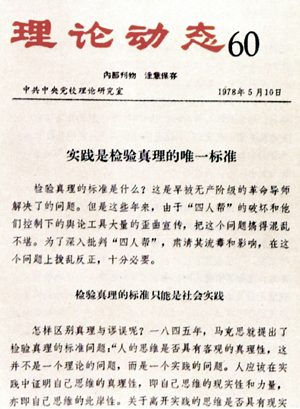 理论动态 60
内部刊物 注意保存
中共中央党校理论研究室 1978年5月10日
实践是检验真理的唯一标准
检验真理的标准是什么？这是早被无产阶级的革命导师
解决了的问题。但是这些年来，由于“四人帮”的破坏和他
们控制下的舆论工具大量的歪曲宣传，把这个问题搞得混乱
不堪。为了深入批判“四人帮”，肃清其流毒和影响，在这
个问题上拨乱反正，十分必要。
检验真理的标准只能是社会实践
怎样区别真理与谬误呢？一八四五年，马克思就提出了
检验真理的标准问题：“人的思维是否具有客观的真理性，这
并不是一个理论的问题，而是一个实践的问题。人应该在实
践中证明自己思维的真理性，即自己思维的现实性和力量，
亦即自己思维的此岸性。关于离开实践的思维是否具有现实